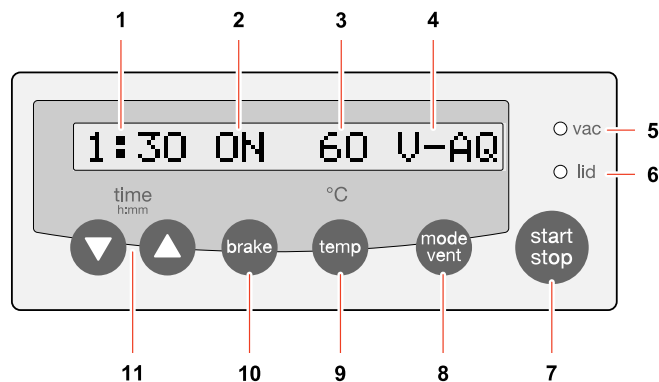 1 2 3 4
1:30 ON 60 V-AQ
vac 5
lid 6
time °C
h:mm
brake temp mode vent start stop
11 10 9 8 7